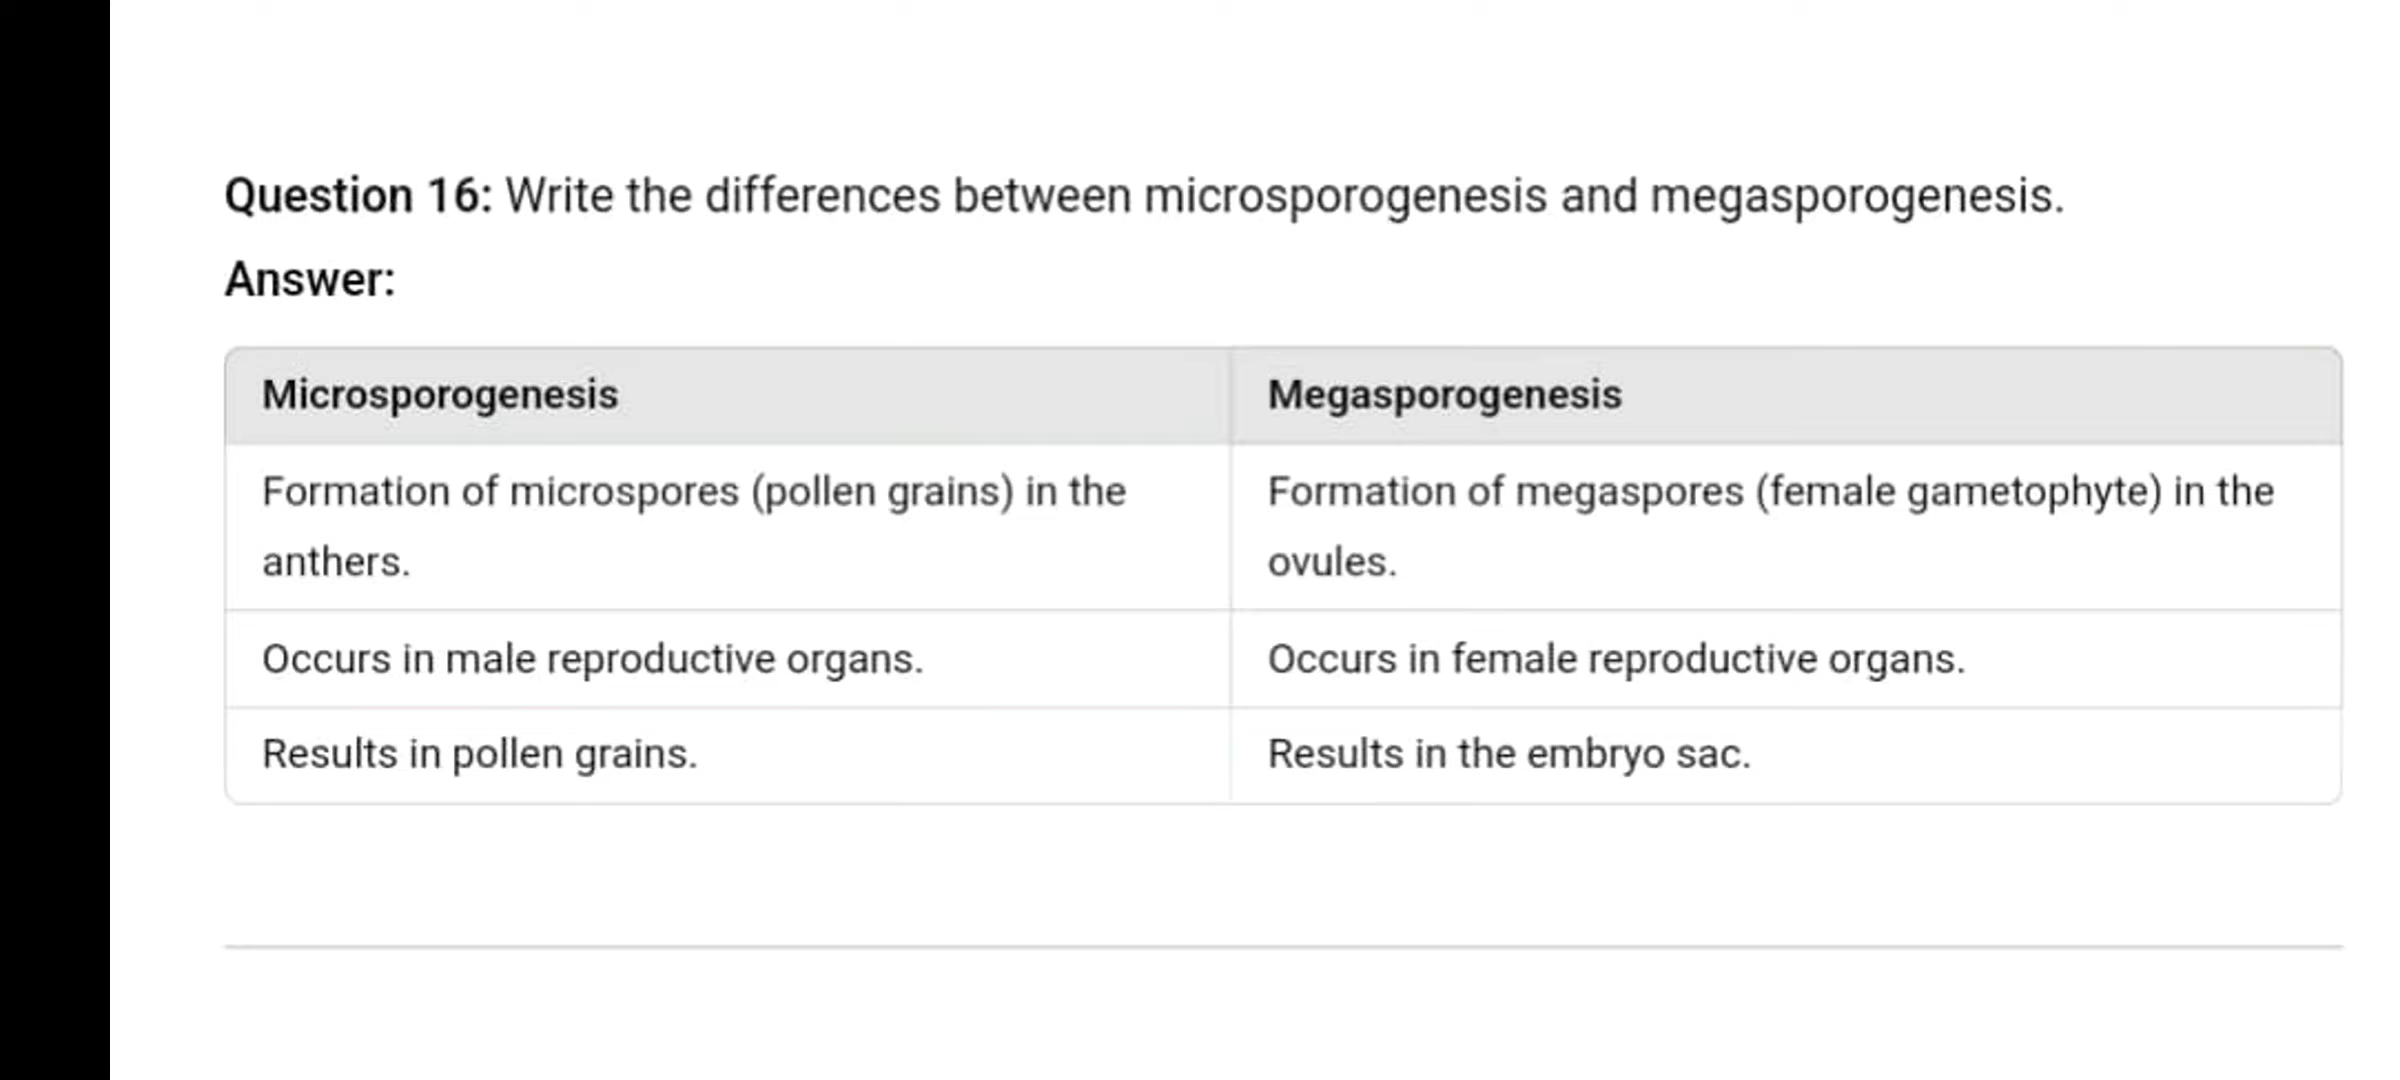 Question 16: Write the differences between microsporogenesis and megasporogenesis.
Answer:
Microsporogenesis
Megasporogenesis
Formation of microspores (pollen grains) in the
anthers.
Formation of megaspores (female gametophyte) in the
ovules.
Occurs in male reproductive organs.
Occurs in female reproductive organs.
Results in pollen grains.
Results in the embryo sac.